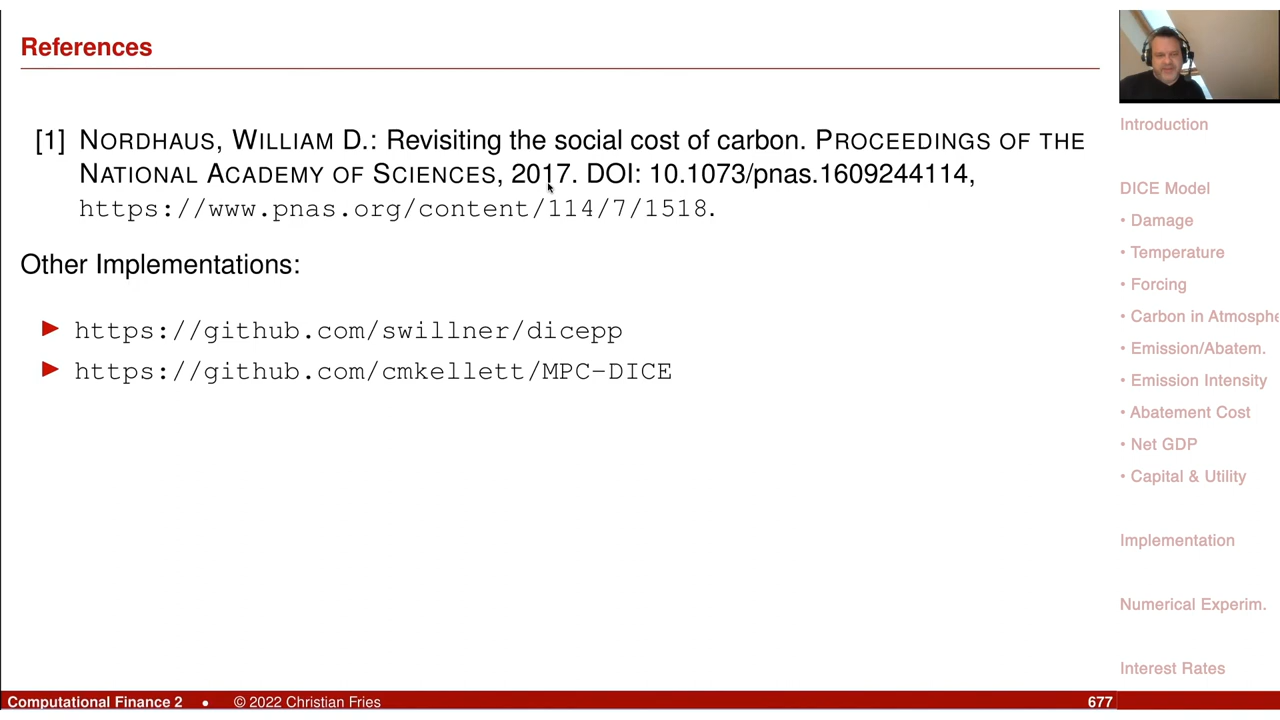 References
[1] NORDHAUS, WILLIAM D.: Revisiting the social cost of carbon. PROCEEDINGS OF THE
NATIONAL ACADEMY OF SCIENCES, 2017. DOI: 10.1073/pnas.1609244114,
https://www.pnas.org/content/114/7/1518.
Other Implementations:
► https://github.com/swillner/dicepp
► https://github.com/cmkellett/MPC-DICE
Introduction
DICE Model
• Damage
• Temperature
• Forcing
• Carbon in Atmosphe
• Emission/Abatem.
• Emission Intensity
• Abatement Cost
• Net GDP
• Capital & Utility
Implementation
Numerical Experim.
Interest Rates
Computational Finance 2 • © 2022 Christian Fries 677